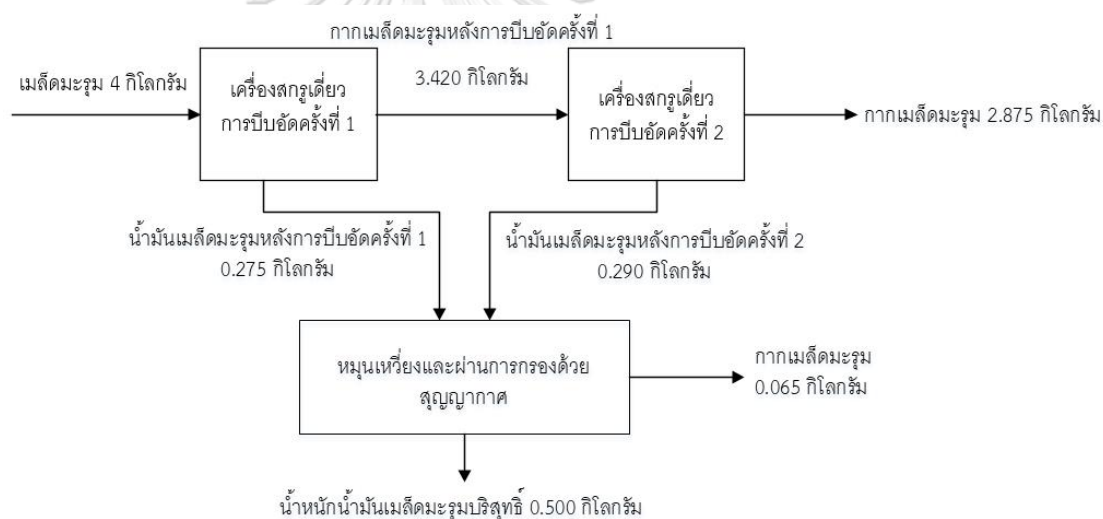 กากเมล็ดมะรุมหลังการบีบอัดครั้งที่ 1
เมล็ดมะรุม 4 กิโลกรัม
3.420 กิโลกรัม
เครื่องสกรูเดี่ยว
การบีบอัดครั้งที่ 1
เครื่องสกรูเดี่ยว
การบีบอัดครั้งที่ 2
กากเมล็ดมะรุม 2.875 กิโลกรัม
น้ำมันเมล็ดมะรุมหลังการบีบอัดครั้งที่ 1
0.275 กิโลกรัม
น้ำมันเมล็ดมะรุมหลังการบีบอัดครั้งที่ 2
0.290 กิโลกรัม
หมุนเหวี่ยงและผ่านการกรองด้วย
สุญญากาศ
กากเมล็ดมะรุม
0.065 กิโลกรัม
น้ำหนักน้ำมันเมล็ดมะรุมบริสุทธิ์ 0.500 กิโลกรัม